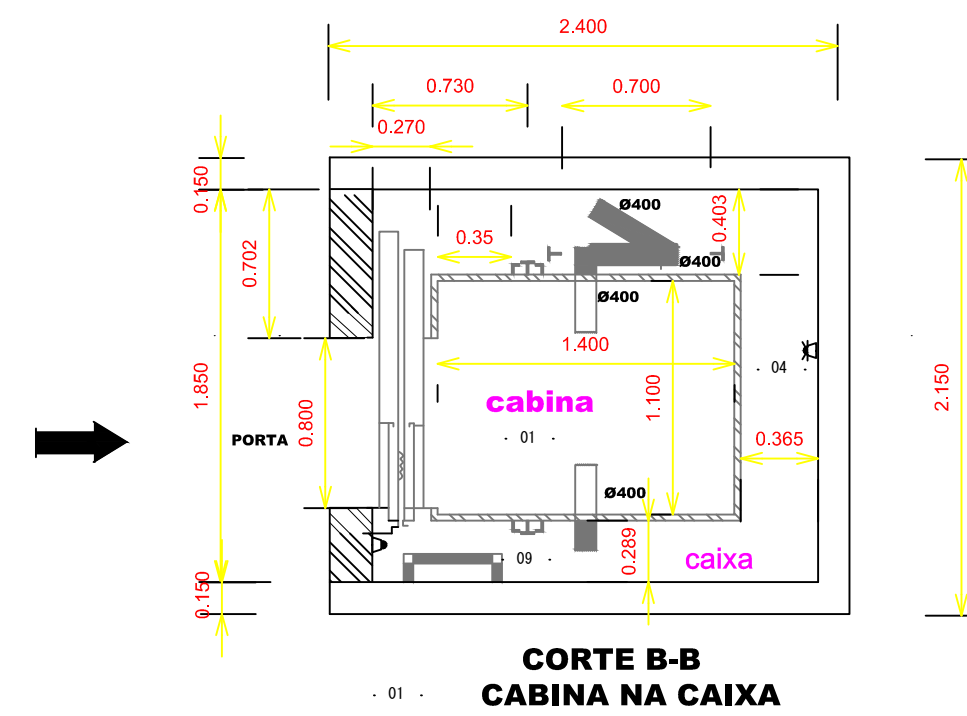 2.400
0.730
0.700
0.270
0.150
Ø400
0.403
0.702
0.35
Ø400
Ø400
1.400
04
1.850
cabina
1.100
2.150
0.800
PORTA
01
0.365
Ø400
0.289
09
caixa
0.150
CORTE B-B
01
CABINA NA CAIXA